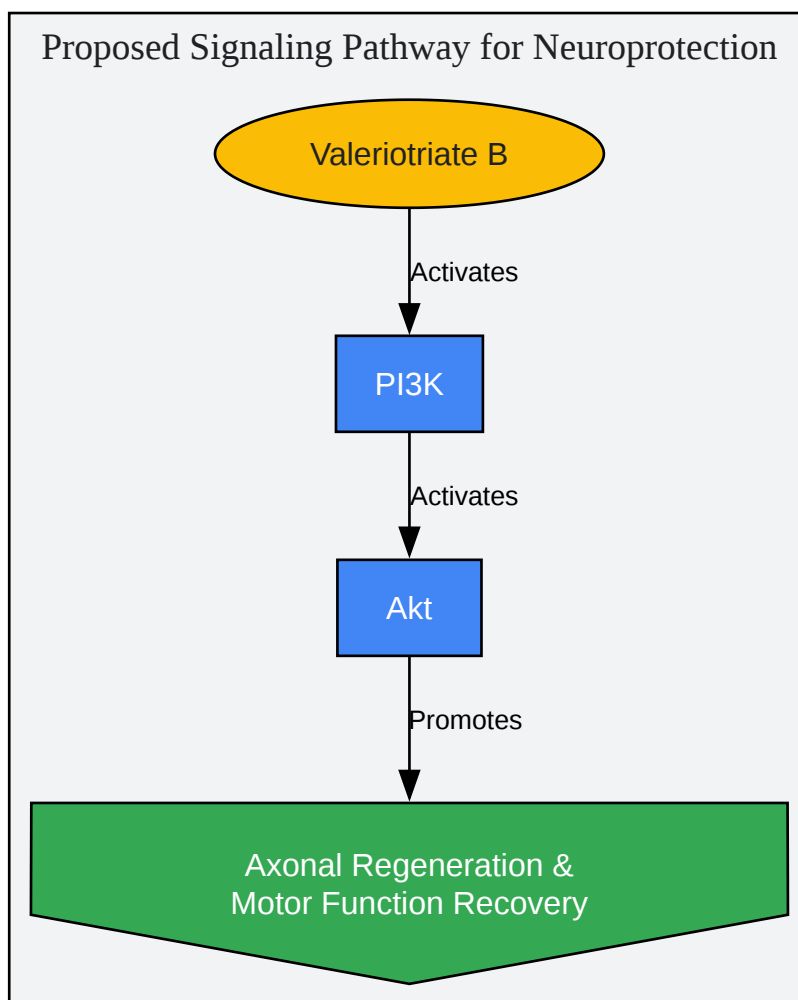 Proposed Signaling Pathway for Neuroprotection
Valeriotriate B
Activates
PI3K
Activates
Akt
Promotes
Axonal Regeneration &
Motor Function Recovery